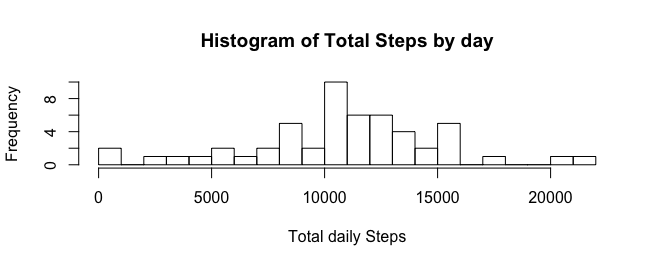 Histogram of Total Steps by day
Frequency
8
4
0
0 5000 10000 15000 20000
Total daily Steps